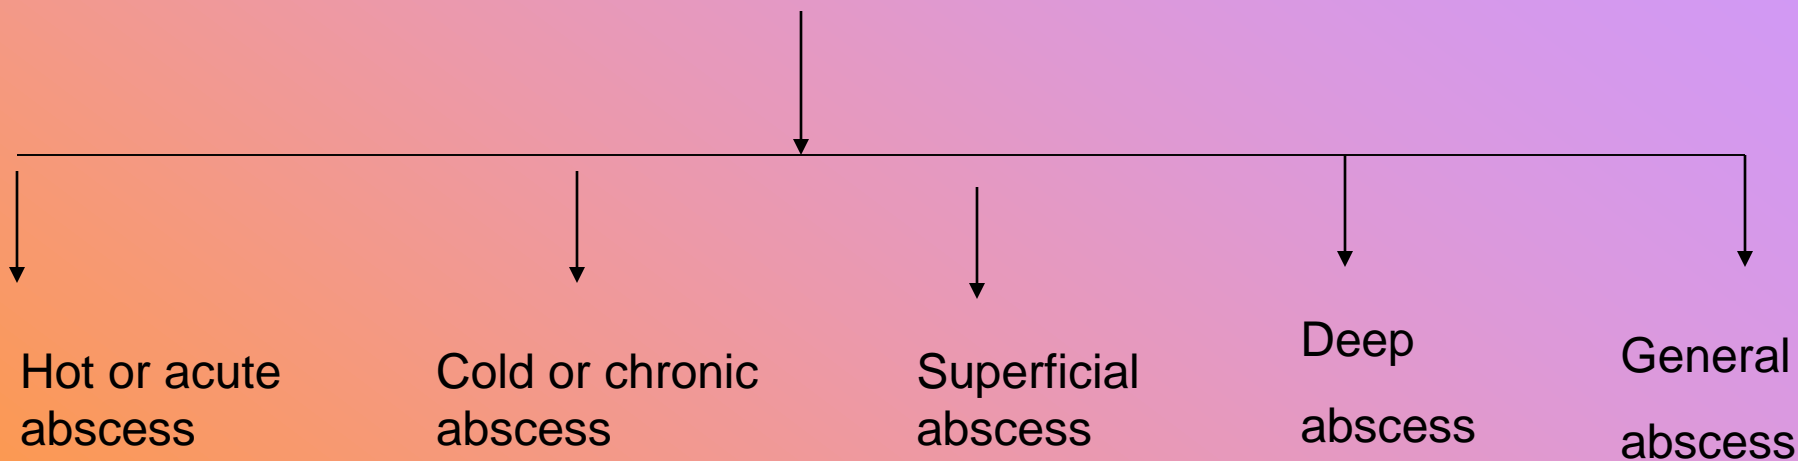 Hot or acute
abscess
Cold or chronic
abscess
Superficial
abscess
Deep
abscess
General
abscess